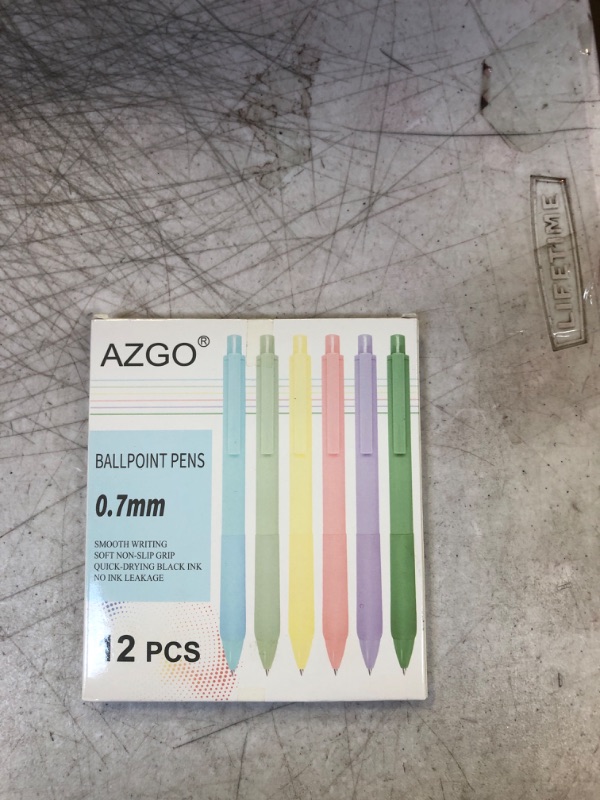 AZGO®
BALLPOINT PENS
0.7mm
SMOOTH WRITING
SOFT NON-SLIP GRIP
QUICK-DRYING BLACK INK
NO INK LEAKAGE
12 PCS
LIFETIME